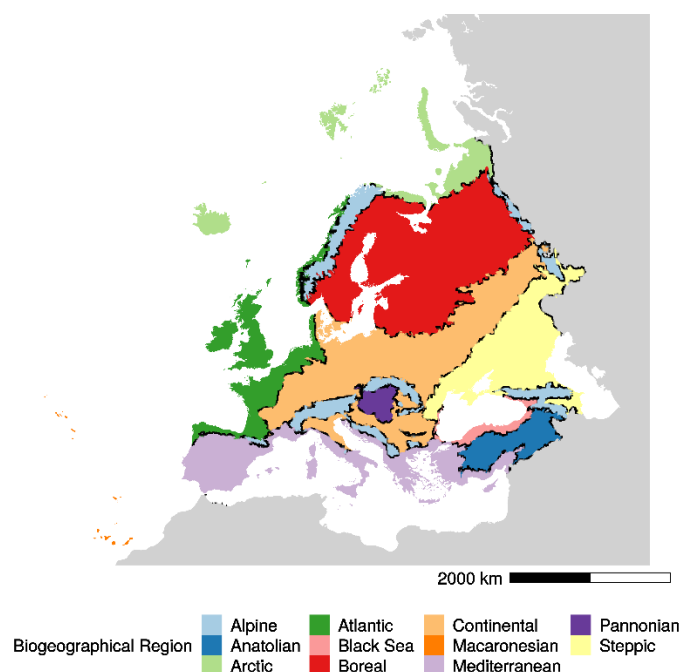 2000 km
Alpine Atlantic Continental Pannonian
Biogeographical Region Anatolian Black Sea Macaronesian Steppic
Arctic Boreal Mediterranean